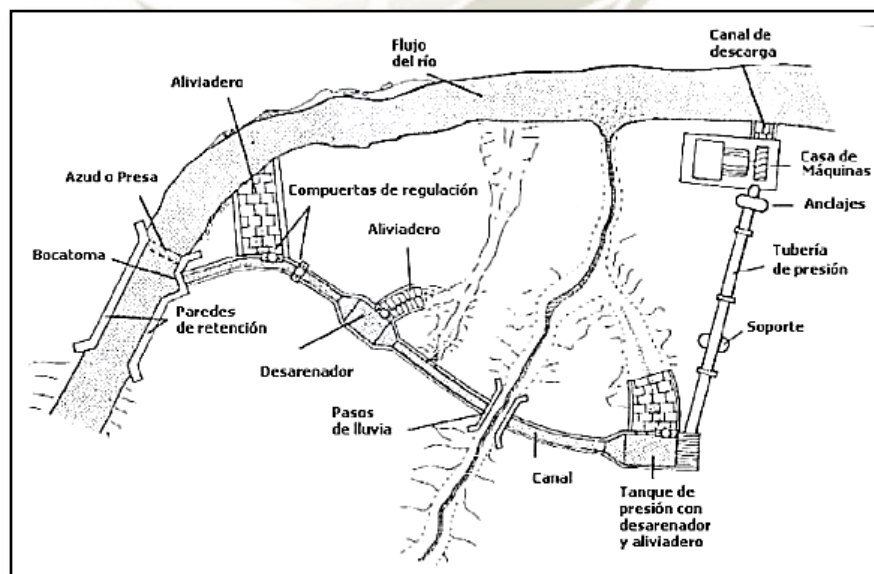 Canal de
descarga
Flujo
del río
Aliviadero
Casa de
Máquinas
Azud o Presa
Compuertas de regulación
Anclajes
Aliviadero
Bocatoma
Tubería
de presión
Paredes
de retención
Soporte
Desarenador
Pasos
de lluvia
Canal
Tanque de
presión con
desarenador
y aliviadero